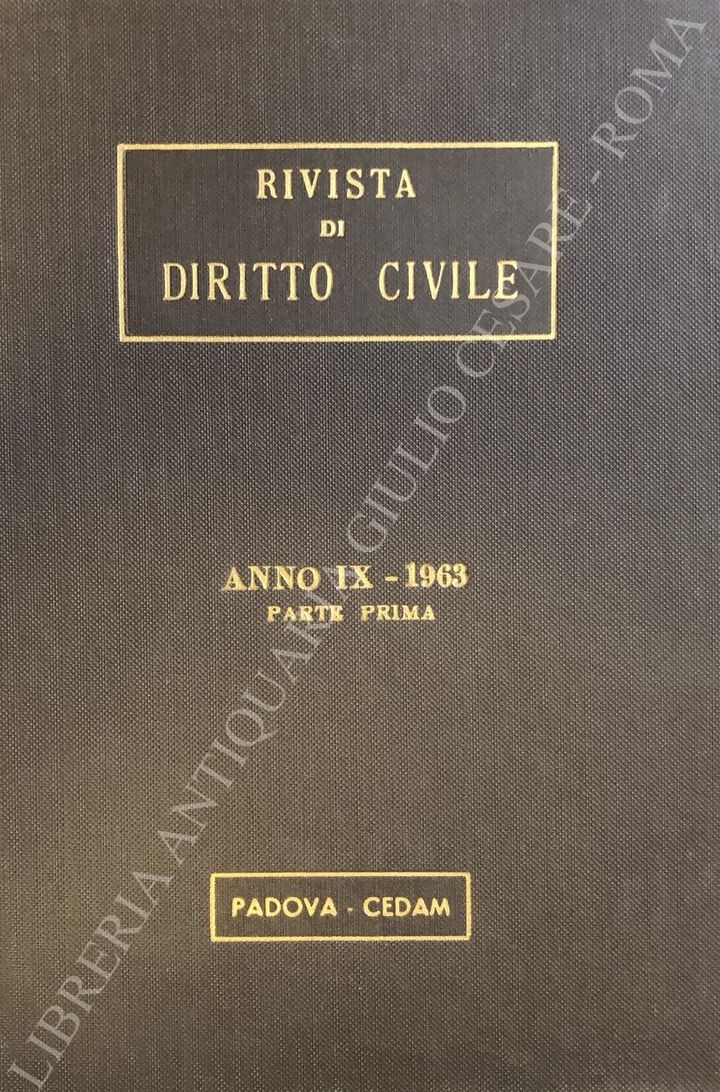 RIVISTA
DI
DIRITTO CIVILE
ANNO IX - 1963
PARTE PRIMA
PADOVA - CEDAM
LIBRERIA ANTIQUARIA GIULIO CESARE - ROMA